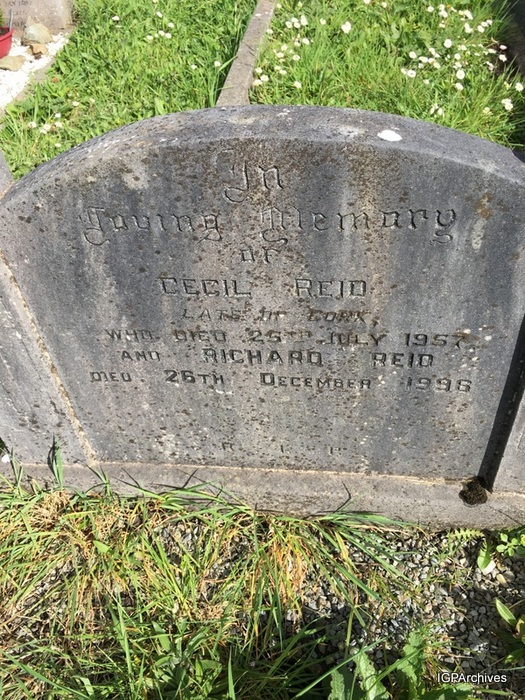 In
Loving Memory
of
CECIL REID
LATE OF CORK,
WHO DIED 25TH JULY 1957
AND RICHARD REID
DIED 26TH DECEMBER 1996
R. I. P.
IGPArchives